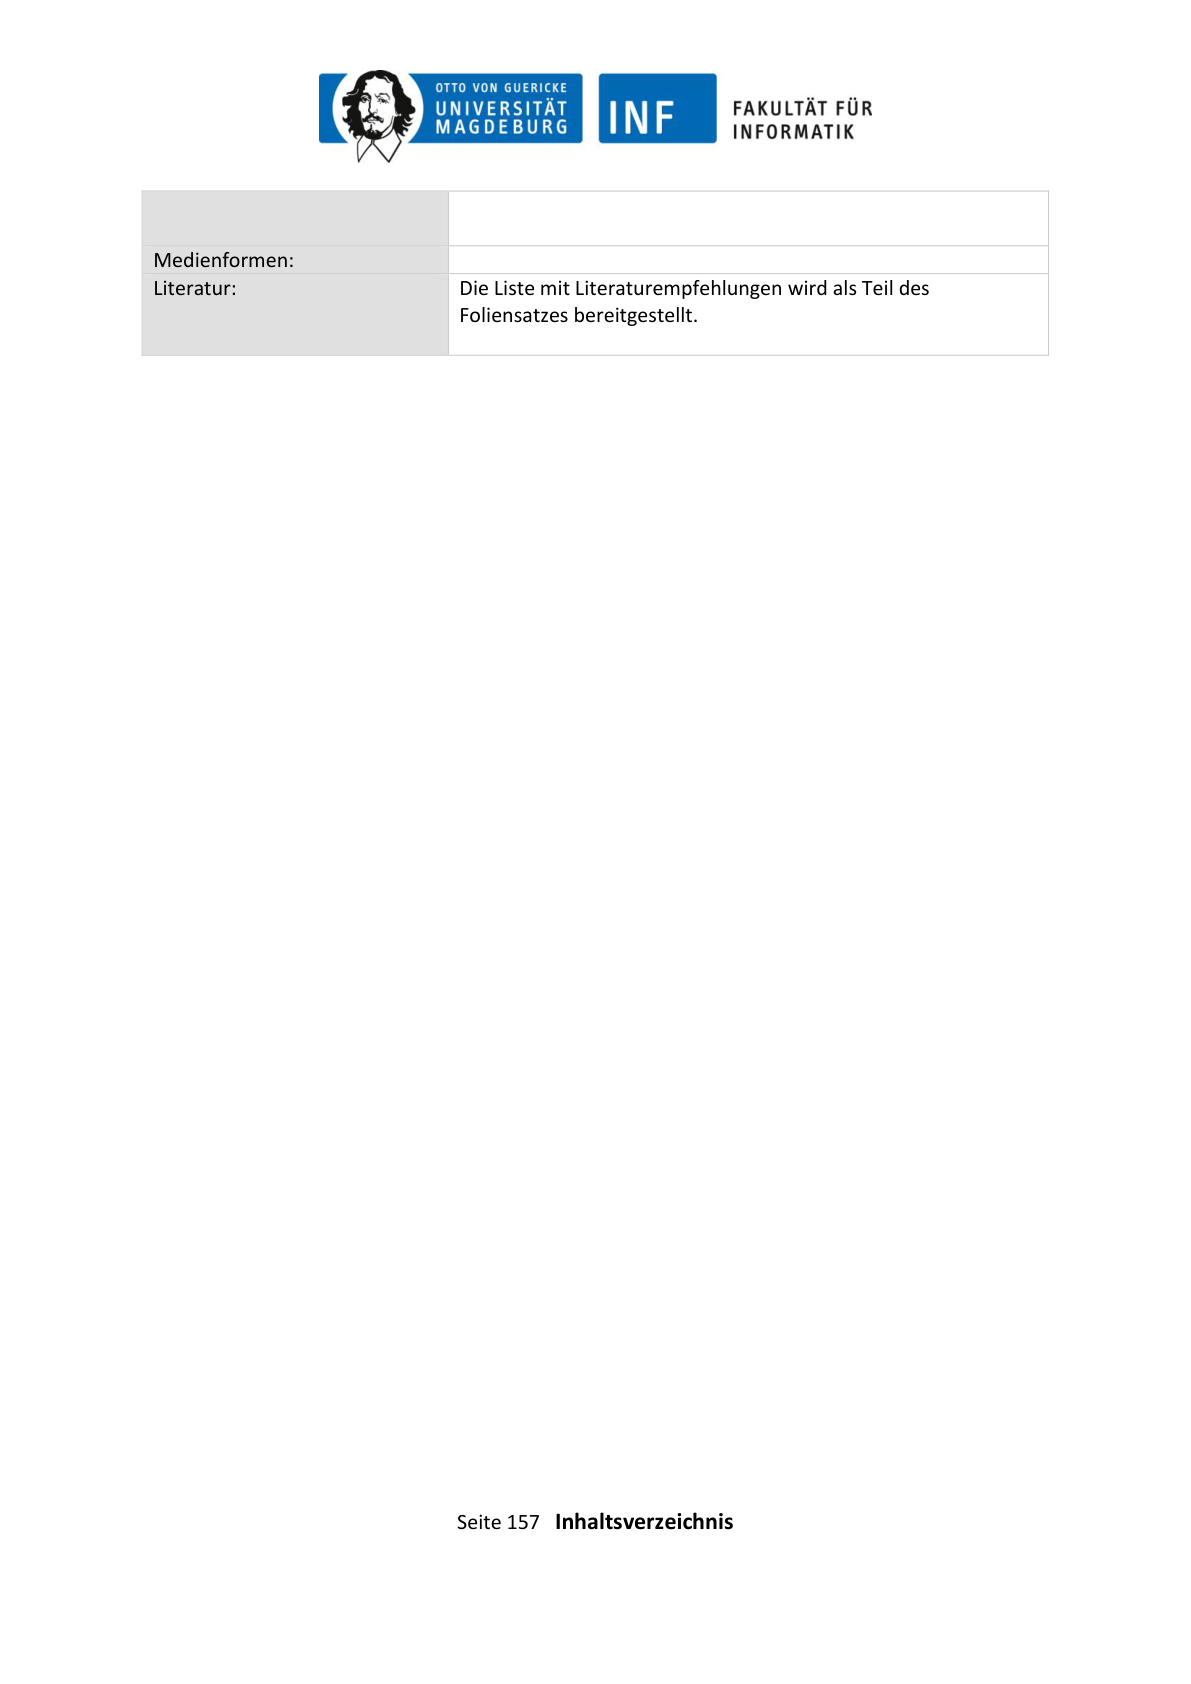 OTTO VON GUERICKE
UNIVERSITÄT
MAGDEBURG
INF
FAKULTÄT FÜR
INFORMATIK
Medienformen:
Literatur:
Die Liste mit Literaturempfehlungen wird als Teil des
Foliensatzes bereitgestellt.
Seite 157 Inhaltsverzeichnis